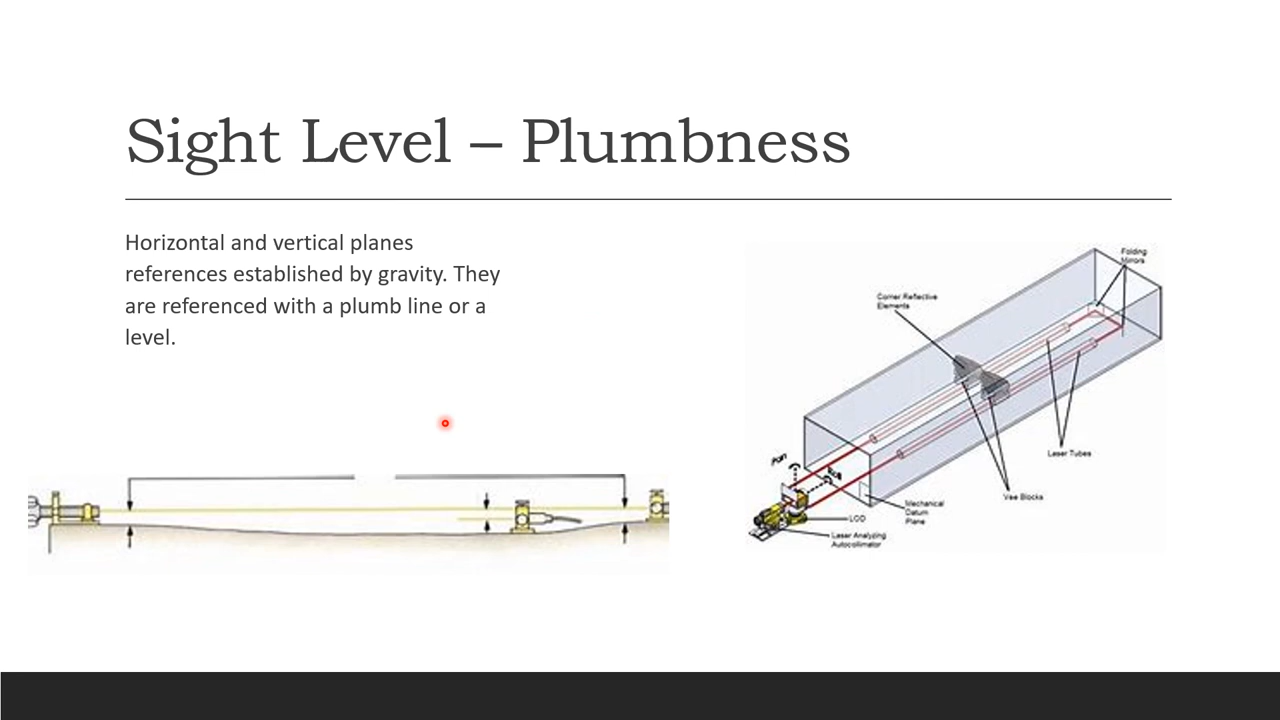 Sight Level – Plumbness
Horizontal and vertical planes
references established by gravity. They
are referenced with a plumb line or a
level.
Folding
Mirrors
Corner Reflective
Elements
Laser Tubes
Vee Blocks
Mechanical
Datum
Plane
LOD
Laser Analyzing
Autocollimator